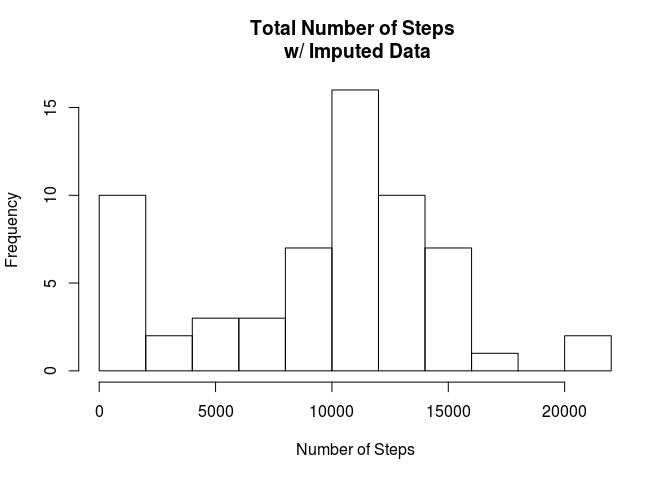 Total Number of Steps
w/ Imputed Data
Frequency
15
10
5
0
0 5000 10000 15000 20000
Number of Steps